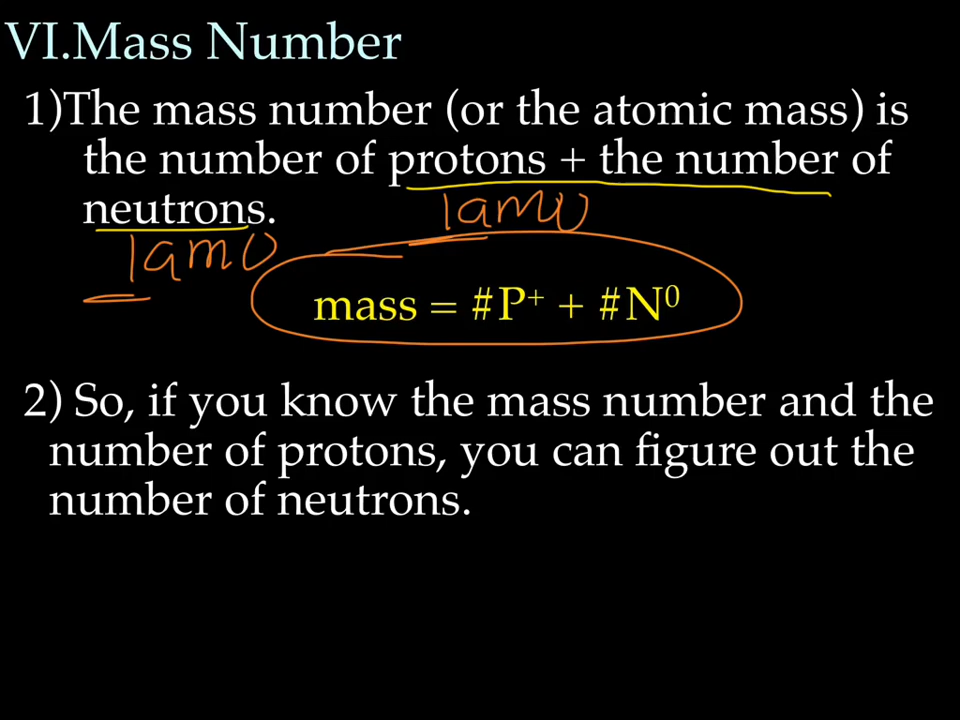 VI.Mass Number
1)The mass number (or the atomic mass) is
the number of protons + the number of
neutrons.
1amu
1amu
mass = #P⁺ + #N⁰
2) So, if you know the mass number and the
number of protons, you can figure out the
number of neutrons.